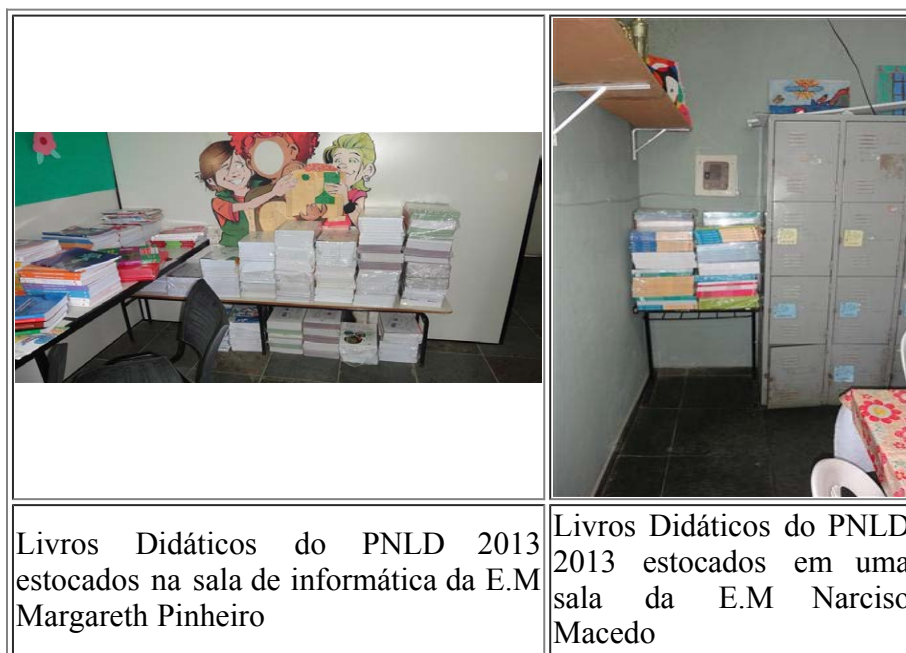 Livros Didáticos do PNLD 2013
estocados na sala de informática da E.M
Margareth Pinheiro
Livros Didáticos do PNLD
2013 estocados em uma
sala da E.M Narciso
Macedo